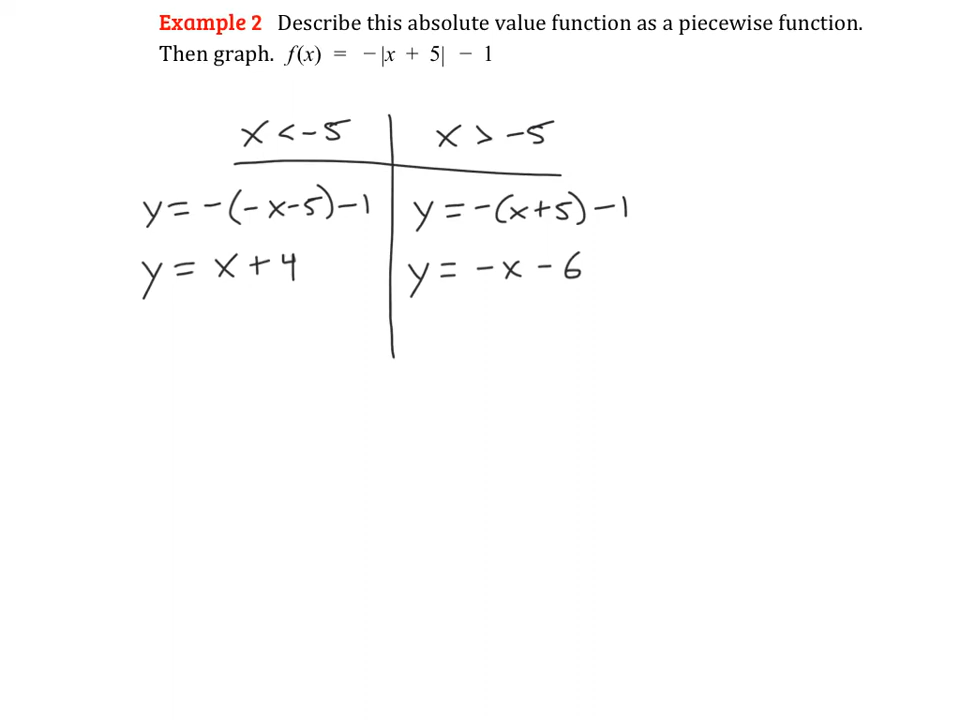 Example 2 Describe this absolute value function as a piecewise function.
Then graph. f(x) = −|x + 5| − 1
x < -5 x > -5
y = -(-x-5)-1 y = -(x+5)-1
y = x + 4 y = -x - 6